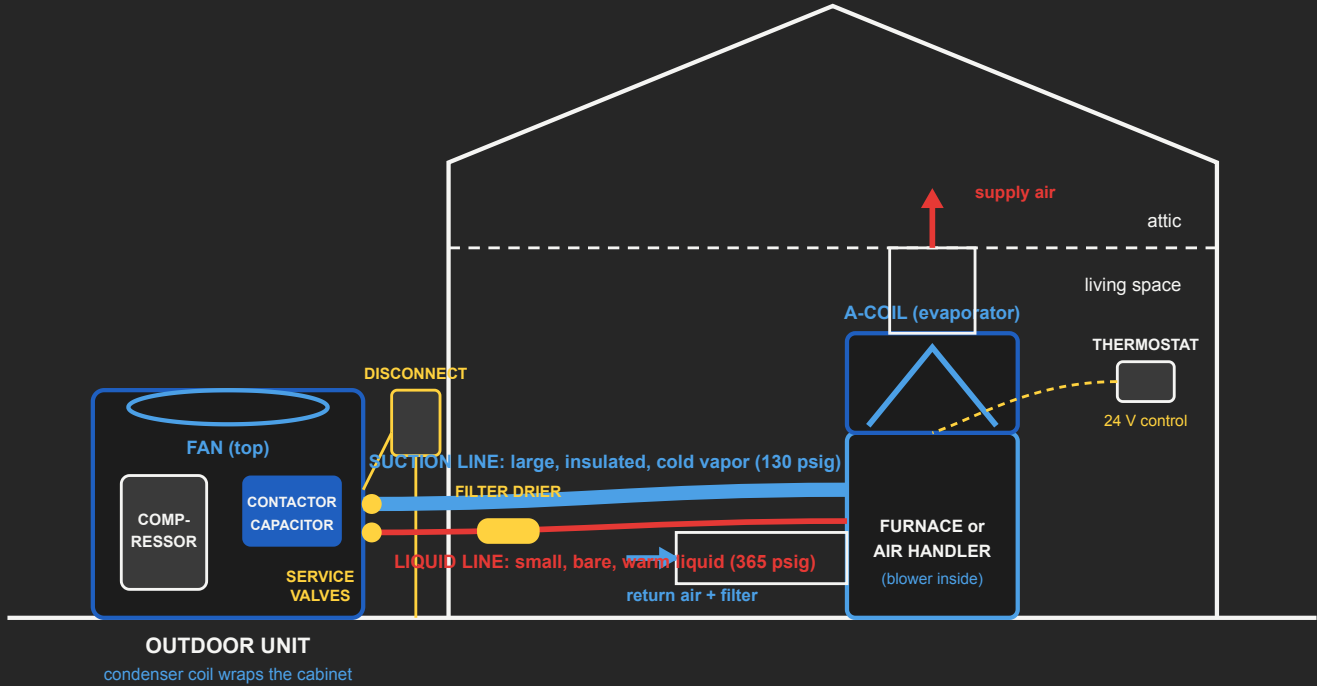 supply air
attic
living space
A-COIL (evaporator)
THERMOSTAT
24 V control
DISCONNECT
FAN (top)
SUCTION LINE: large, insulated, cold vapor (130 psig)
FILTER DRIER
CONTACTOR
CAPACITOR
COMP-
RESSOR
FURNACE or
AIR HANDLER
(blower inside)
LIQUID LINE: small, bare, warm liquid (365 psig)
SERVICE
VALVES
return air + filter
OUTDOOR UNIT
condenser coil wraps the cabinet